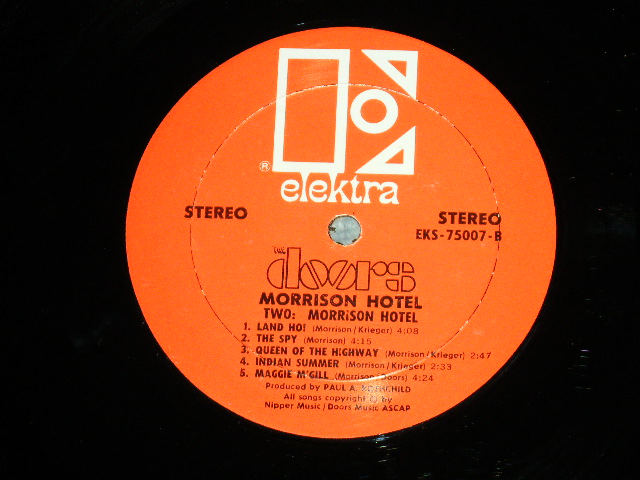 ®
elektra
STEREO
STEREO
EKS-75007-B
THE
doors
MORRISON HOTEL
TWO: MORRISON HOTEL
1. LAND HO! (Morrison/Krieger) 4:08
2. THE SPY (Morrison) 4:15
3. QUEEN OF THE HIGHWAY (Morrison/Krieger) 2:47
4. INDIAN SUMMER (Morrison/Krieger) 2:33
5. MAGGIE M'GILL (Morrison/Doors) 4:24
Produced by PAUL A. ROTHCHILD
All songs copyright © by
Nipper Music/Doors Music ASCAP